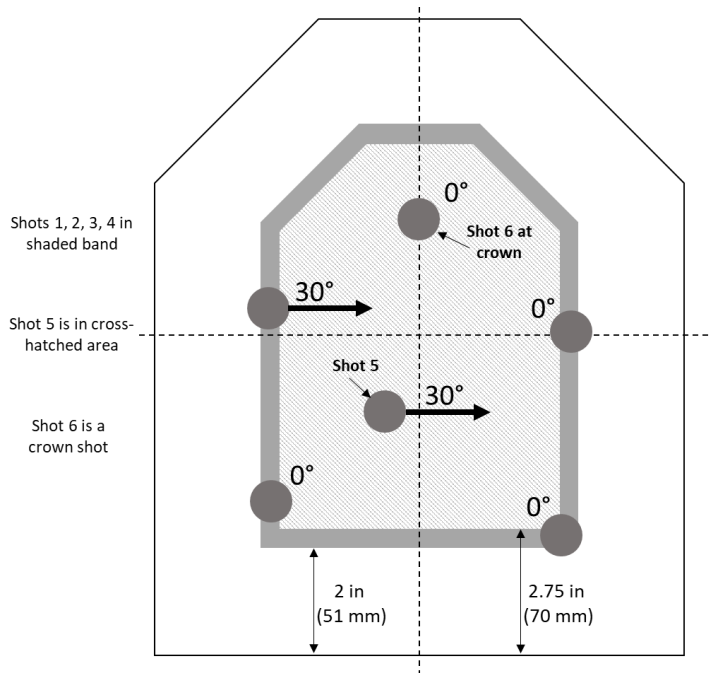 0°
Shots 1, 2, 3, 4 in
shaded band
Shot 6 at
crown
30°
0°
Shot 5 is in cross-
hatched area
Shot 5
30°
Shot 6 is a
crown shot
0°
0°
2 in
(51 mm)
2.75 in
(70 mm)